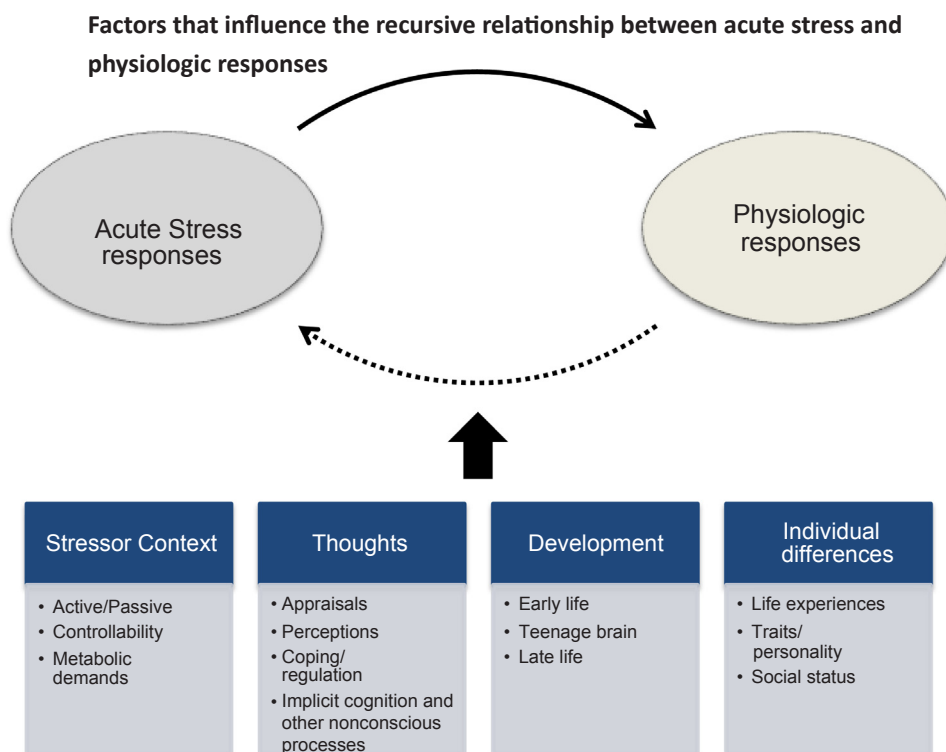 Factors that influence the recursive relationship between acute stress and
physiologic responses
Acute Stress
responses
Physiologic
responses
Stressor Context
• Active/Passive
• Controllability
• Metabolic
demands
Thoughts
• Appraisals
• Perceptions
• Coping/
regulation
• Implicit cognition and
other nonconscious
processes
Development
• Early life
• Teenage brain
• Late life
Individual
differences
• Life experiences
• Traits/
personality
• Social status